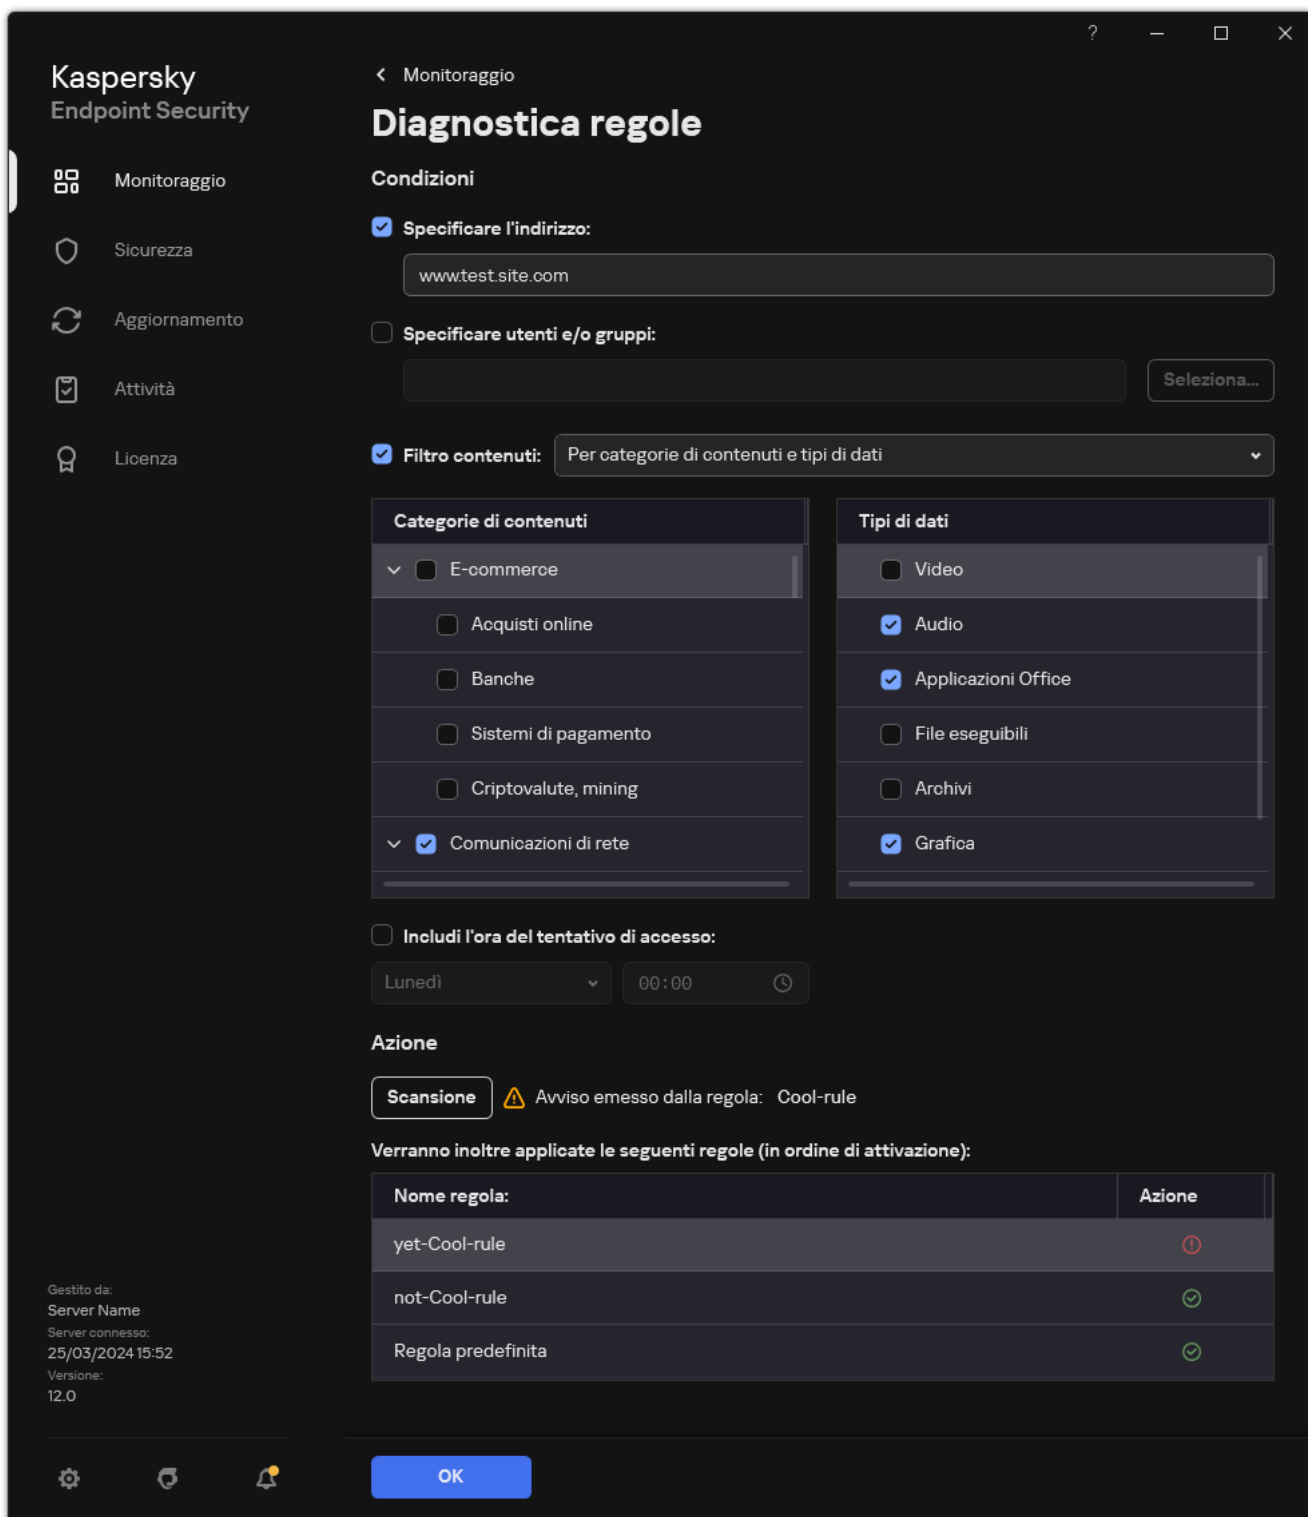 Kaspersky
Endpoint Security
Monitoraggio
Sicurezza
Aggiornamento
Attività
Licenza
Gestito da:
Server Name
Server connesso:
25/03/2024 15:52
Versione:
12.0
?
Monitoraggio
Diagnostica regole
Condizioni
Specificare l'indirizzo:
www.test.site.com
Specificare utenti e/o gruppi:
Seleziona...
Filtro contenuti: Per categorie di contenuti e tipi di dati
Categorie di contenuti
E-commerce
Acquisti online
Banche
Sistemi di pagamento
Criptovalute, mining
Comunicazioni di rete
Tipi di dati
Video
Audio
Applicazioni Office
File eseguibili
Archivi
Grafica
Includi l'ora del tentativo di accesso:
Lunedì 00:00
Azione
Scansione Avviso emesso dalla regola: Cool-rule
Verranno inoltre applicate le seguenti regole (in ordine di attivazione):
Nome regola: Azione
yet-Cool-rule
not-Cool-rule
Regola predefinita
OK